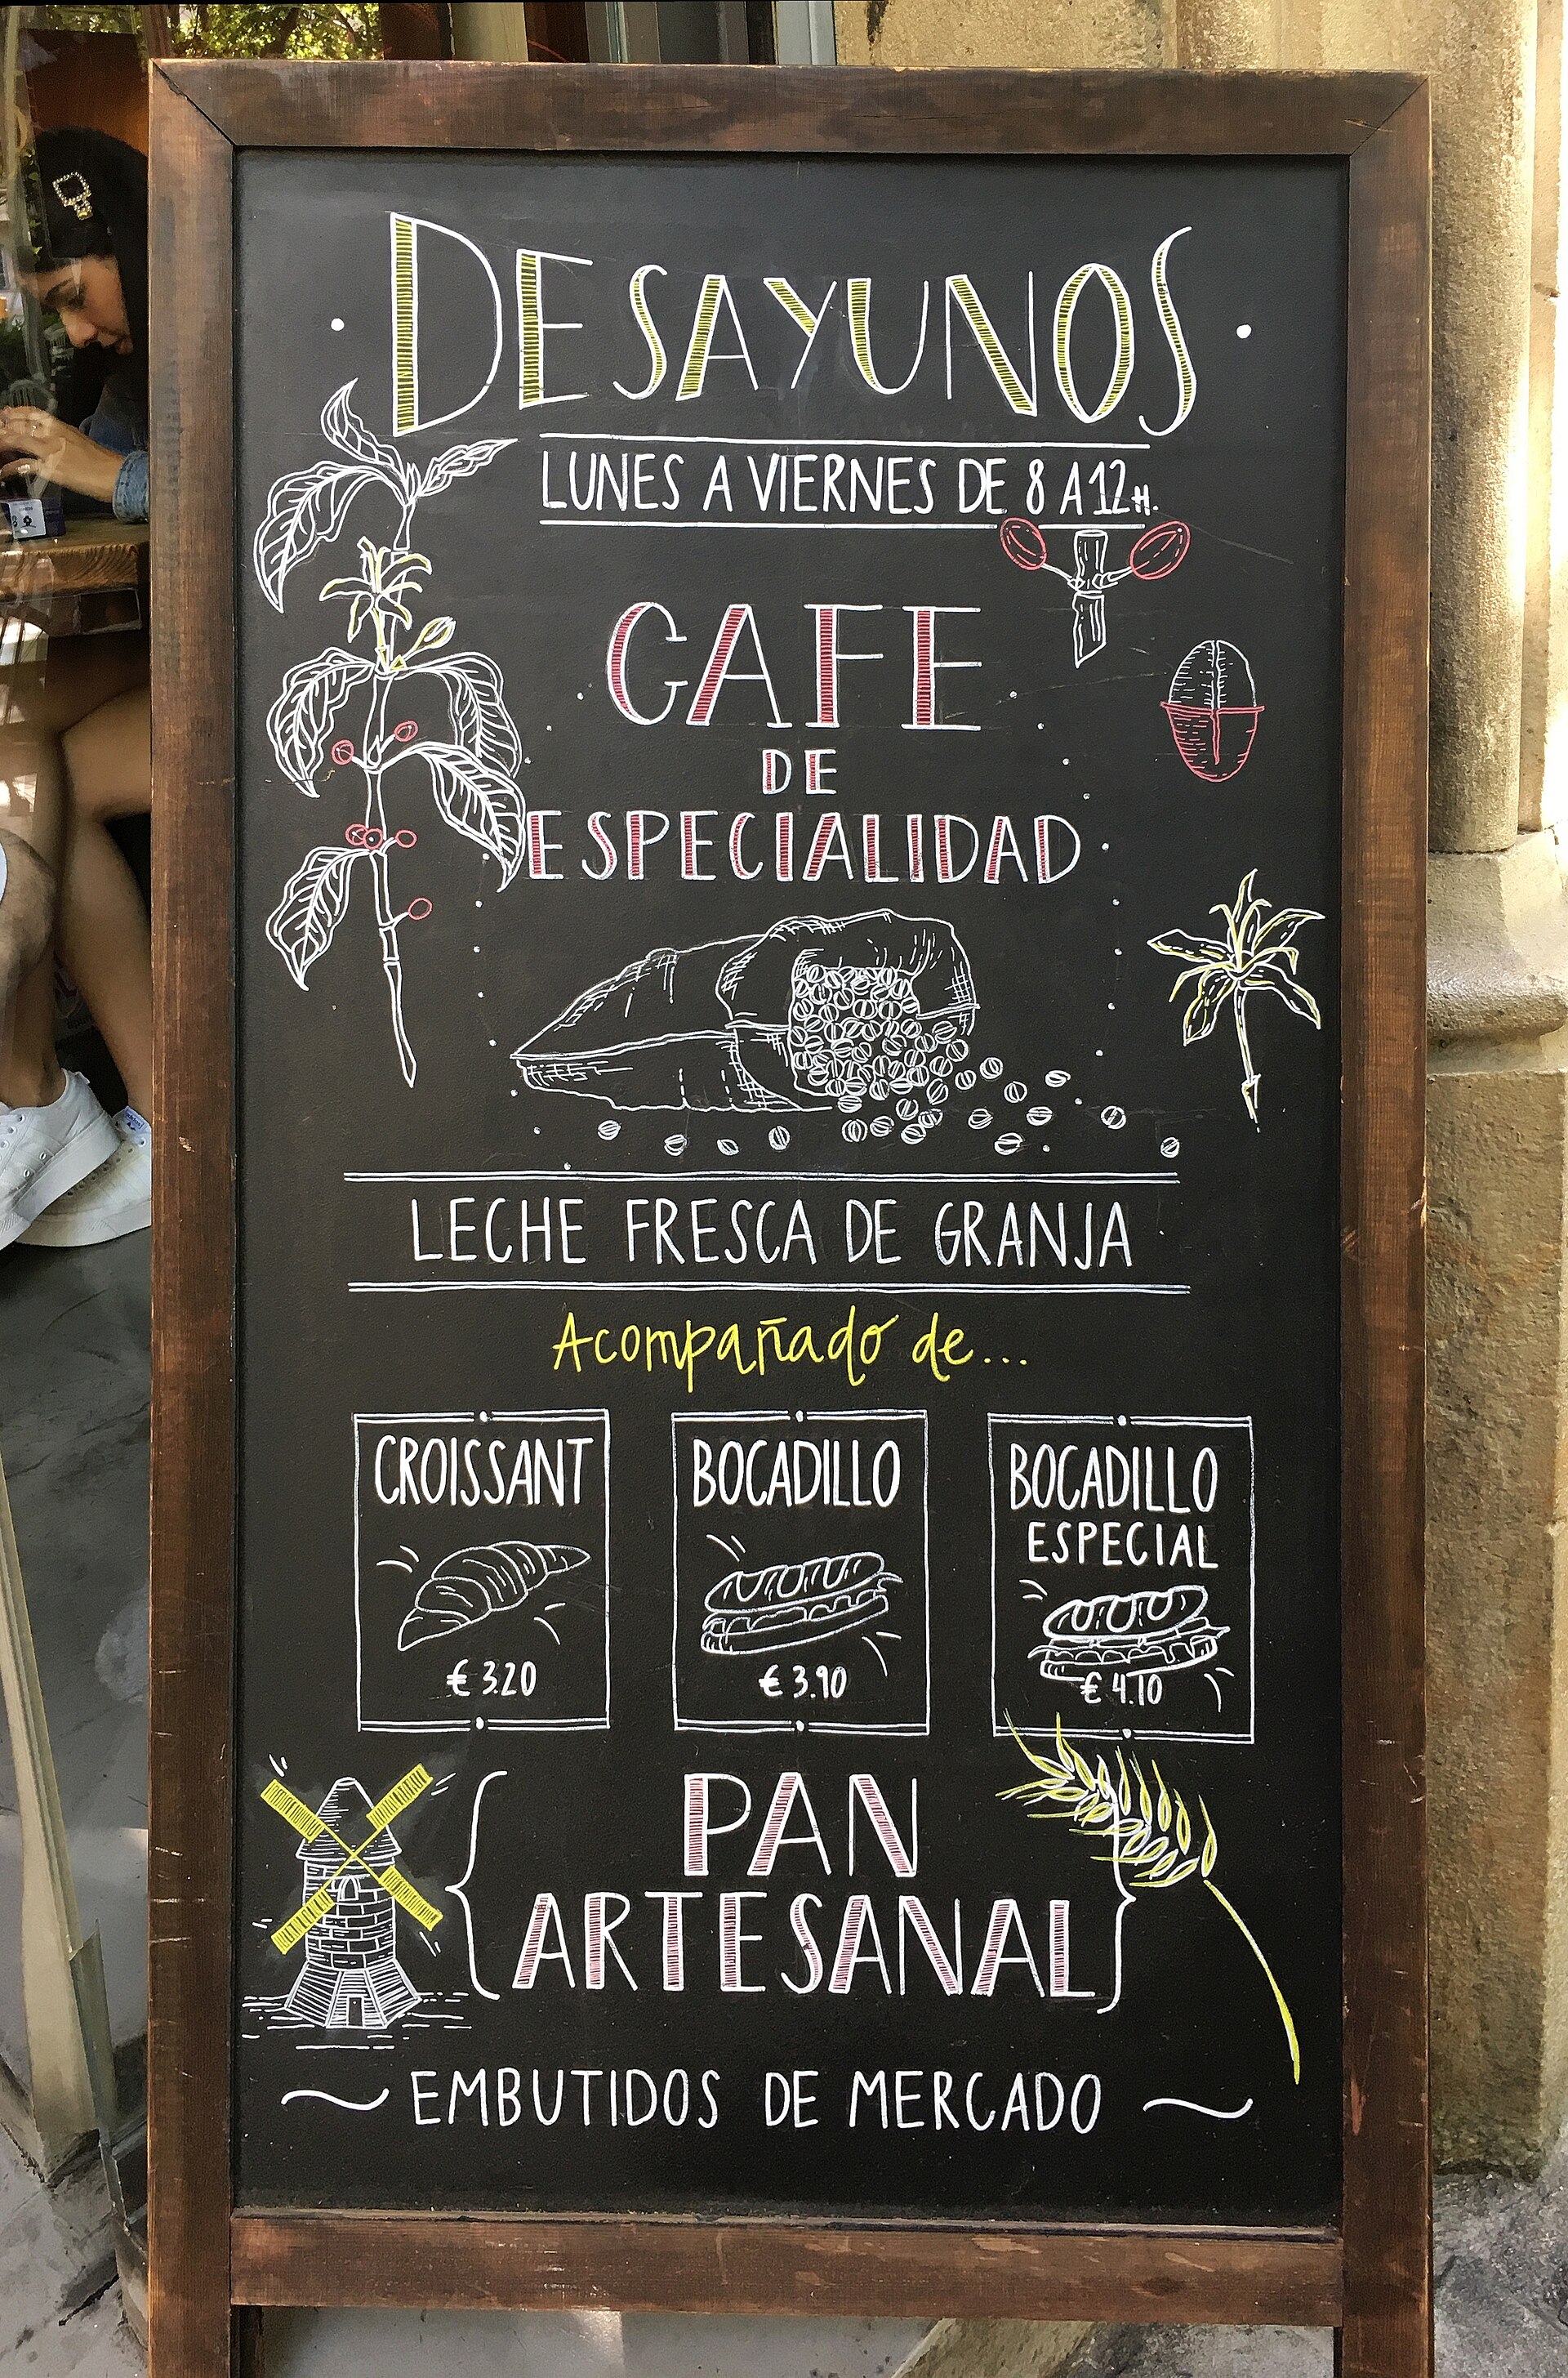 DESAYUNOS
LUNES A VIERNES DE 8 A 12H.
CAFE
DE
ESPECIALIDAD
LECHE FRESCA DE GRANJA
Acompañado de...
CROISSANT
€ 3.20
BOCADILLO
€ 3.90
BOCADILLO
ESPECIAL
€ 4.10
PAN
ARTESANAL
EMBUTIDOS DE MERCADO